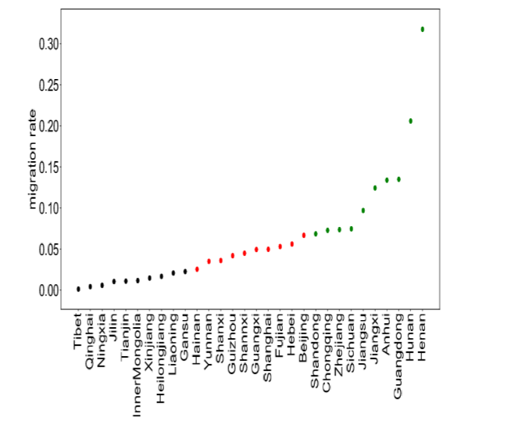 migration rate
0.30
0.25
0.20
0.15
0.10
0.05
0.00
Tibet
Qinghai
Ningxia
Jilin
Tianjin
InnerMongolia
Xinjiang
Heilongjiang
Liaoning
Gansu
Hainan
Yunnan
Shanxi
Guizhou
Shannxi
Guangxi
Shanghai
Fujian
Hebei
Beijing
Shandong
Chongqing
Zhejiang
Sichuan
Jiangsu
Jiangxi
Anhui
Guangdong
Hunan
Henan